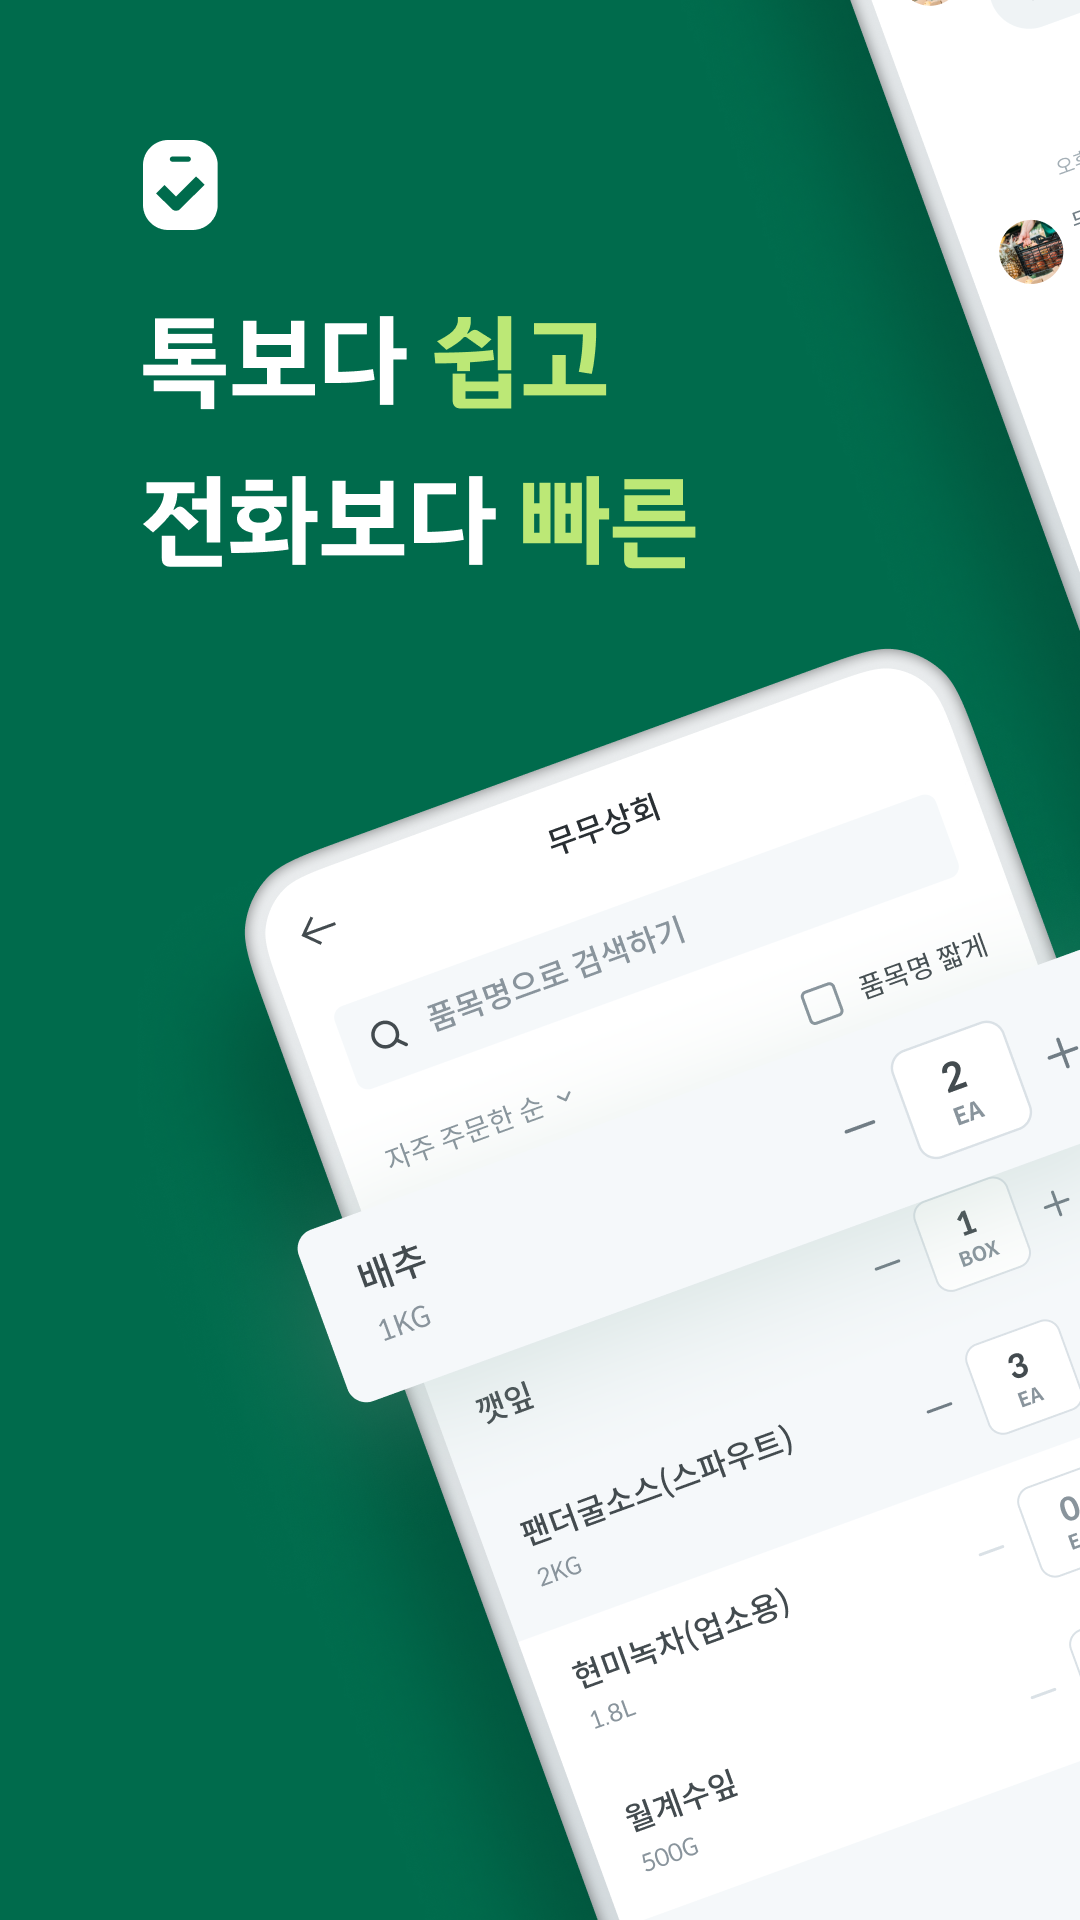 톡보다 쉽고
전화보다 빠른
무무상회
품목명으로 검색하기
품목명 짧게
자주 주문한 순
배추
1KG
2
EA
깻잎
1
BOX
팬더굴소스(스파우트)
2KG
3
EA
현미녹차(업소용)
1.8L
0
월계수잎
500G